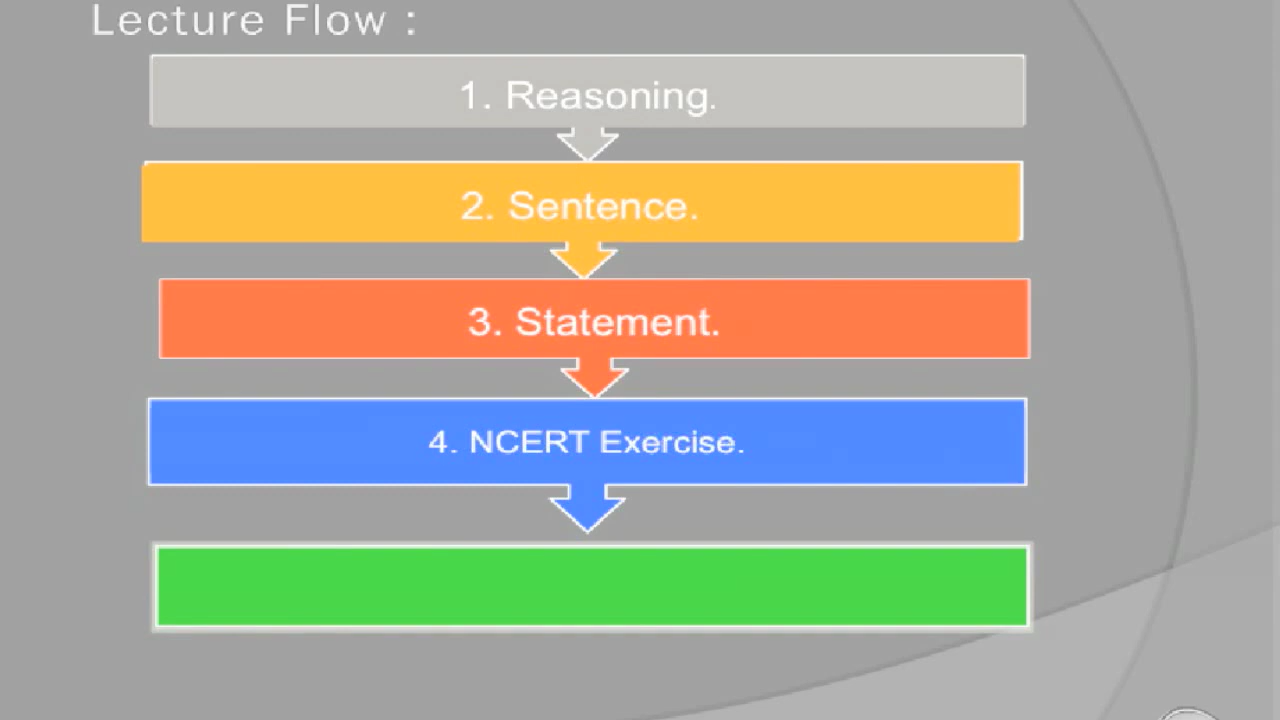 Lecture Flow :
1. Reasoning.
2. Sentence.
3. Statement.
4. NCERT Exercise.